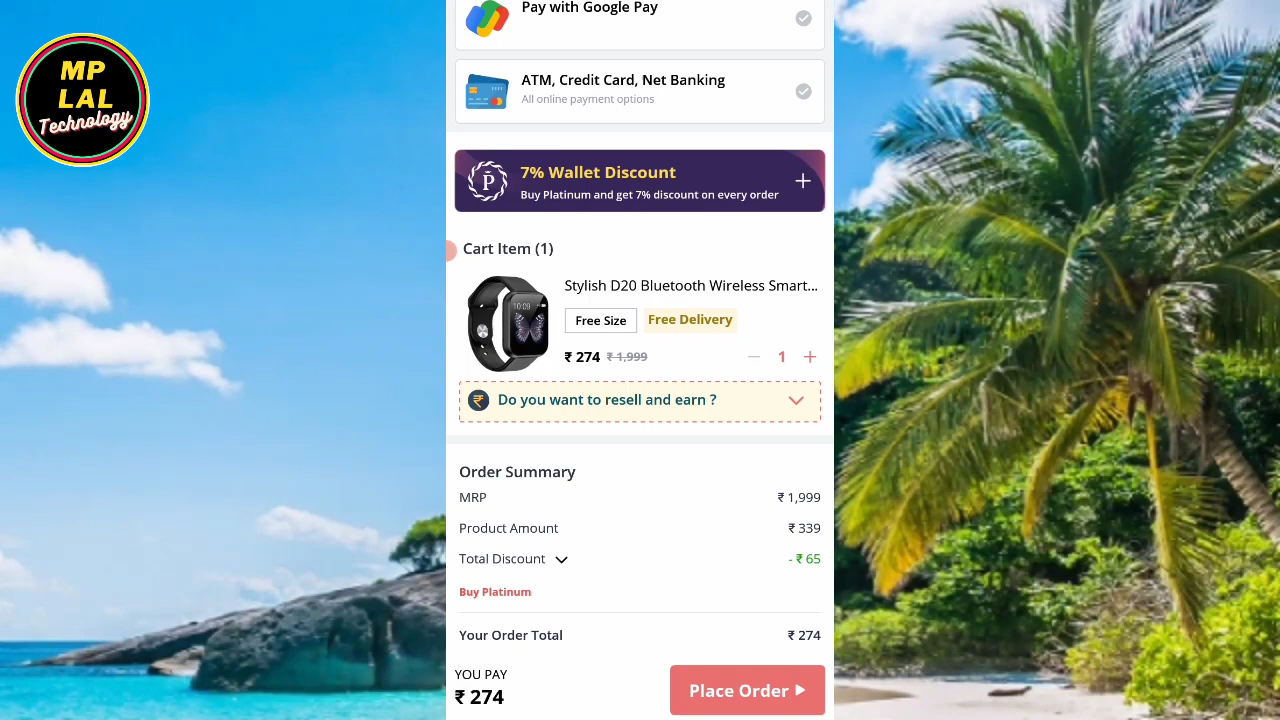 MP
LAL
Technology
Pay with Google Pay
ATM, Credit Card, Net Banking
All online payment options
7% Wallet Discount
Buy Platinum and get 7% discount on every order
Cart Item (1)
Stylish D20 Bluetooth Wireless Smart...
Free Size Free Delivery
10:09
₹ 274 ₹ 1,999 — 1 +
Do you want to resell and earn ?
Order Summary
MRP ₹ 1,999
Product Amount ₹ 339
Total Discount - ₹ 65
Buy Platinum
Your Order Total ₹ 274
YOU PAY
₹ 274
Place Order